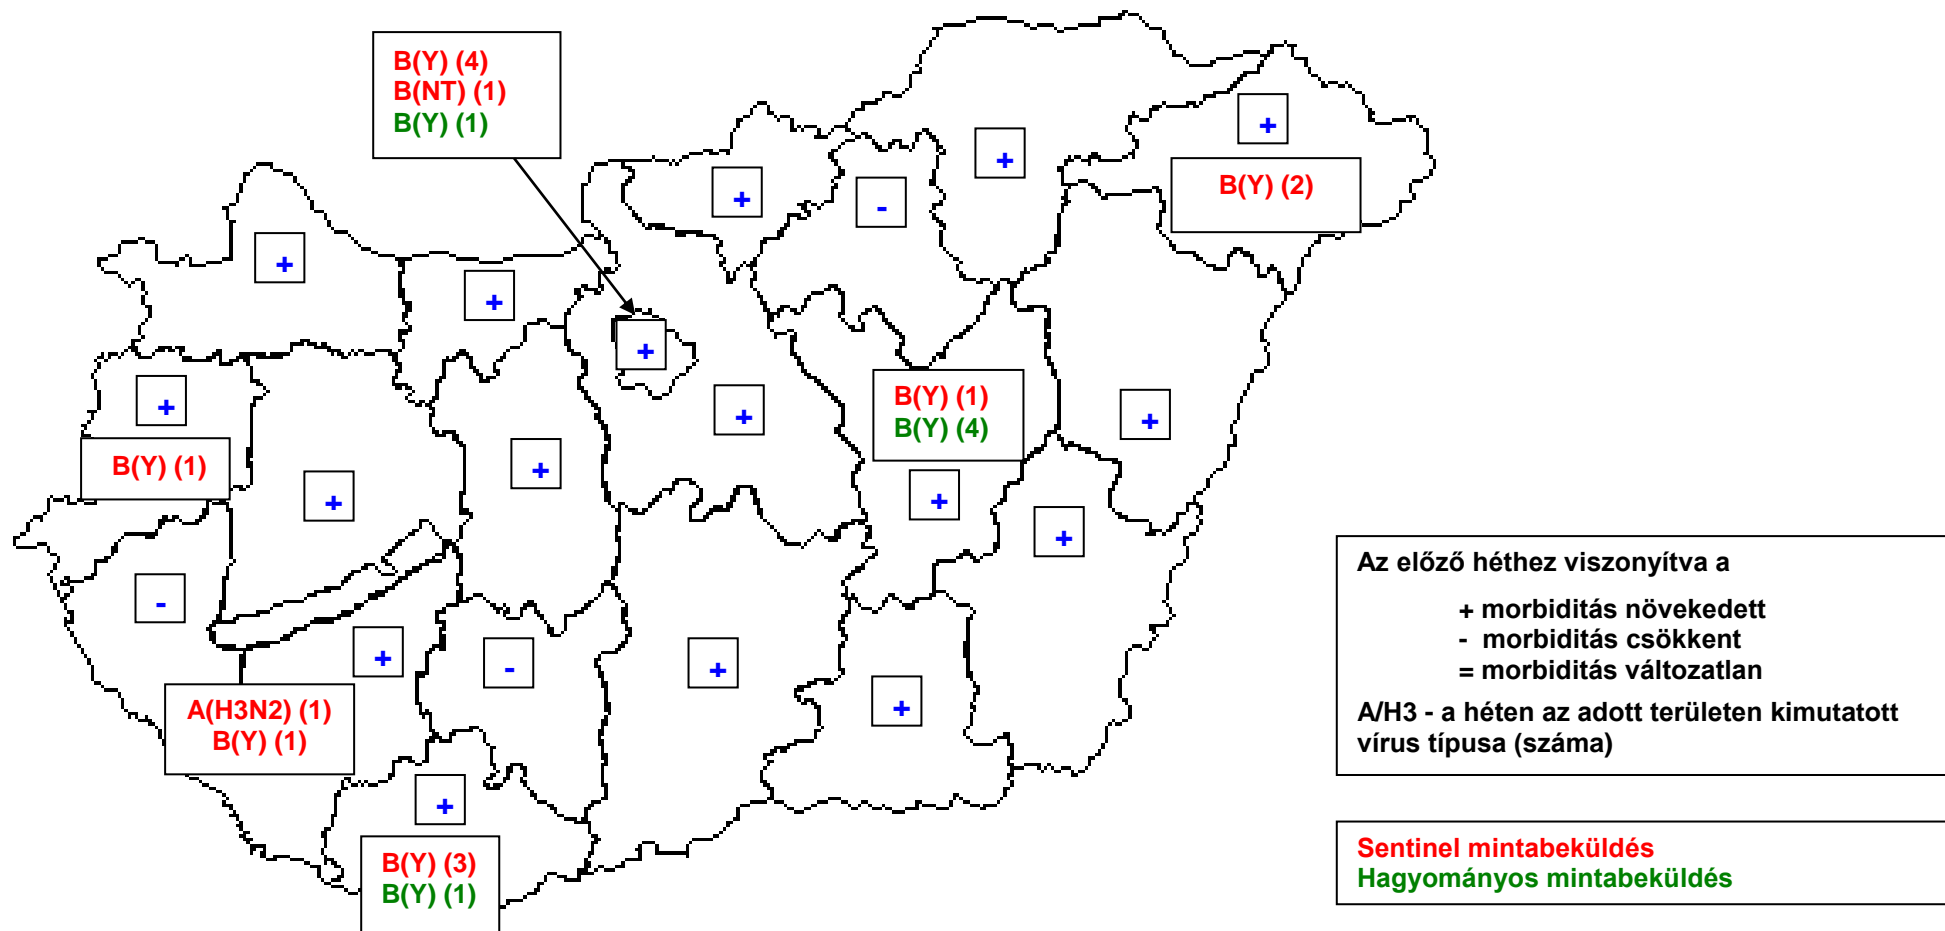 B(Y) (4)
B(NT) (1)
B(Y) (1)
+
+
B(Y) (2)
+
-
+
+
+
+
+
B(Y) (1)
B(Y) (4)
+
+
+
B(Y) (1)
+
+
+
+
-
+
-
+
+
A(H3N2) (1)
B(Y) (1)
+
B(Y) (3)
B(Y) (1)
Az előző héthez viszonyítva a
+ morbiditás növekedett
- morbiditás csökkent
= morbiditás változatlan
A/H3 - a héten az adott területen kimutatott
vírus típusa (száma)
Sentinel mintabeküldés
Hagyományos mintabeküldés